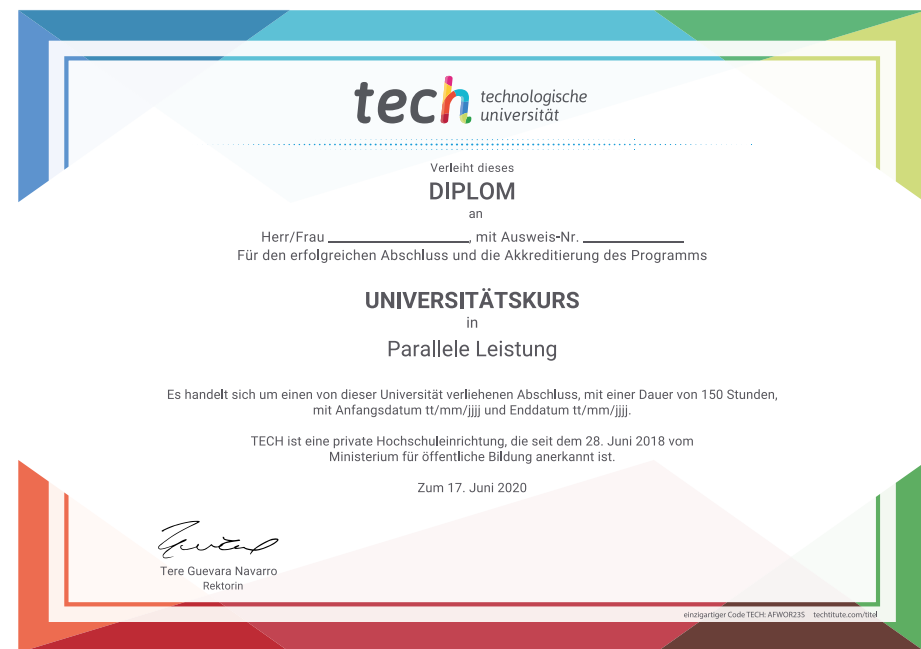 tech technologische
universität
Verleiht dieses
DIPLOM
an
Herr/Frau ____________________, mit Ausweis-Nr. ______________
Für den erfolgreichen Abschluss und die Akkreditierung des Programms
UNIVERSITÄTSKURS
in
Parallele Leistung
Es handelt sich um einen von dieser Universität verliehenen Abschluss, mit einer Dauer von 150 Stunden,
mit Anfangsdatum tt/mm/jjjj und Enddatum tt/mm/jjjj.
TECH ist eine private Hochschuleinrichtung, die seit dem 28. Juni 2018 vom
Ministerium für öffentliche Bildung anerkannt ist.
Zum 17. Juni 2020
Tere Guevara Navarro
Rektorin
einzigartiger Code TECH: AFWOR23S techtitute.com/titel